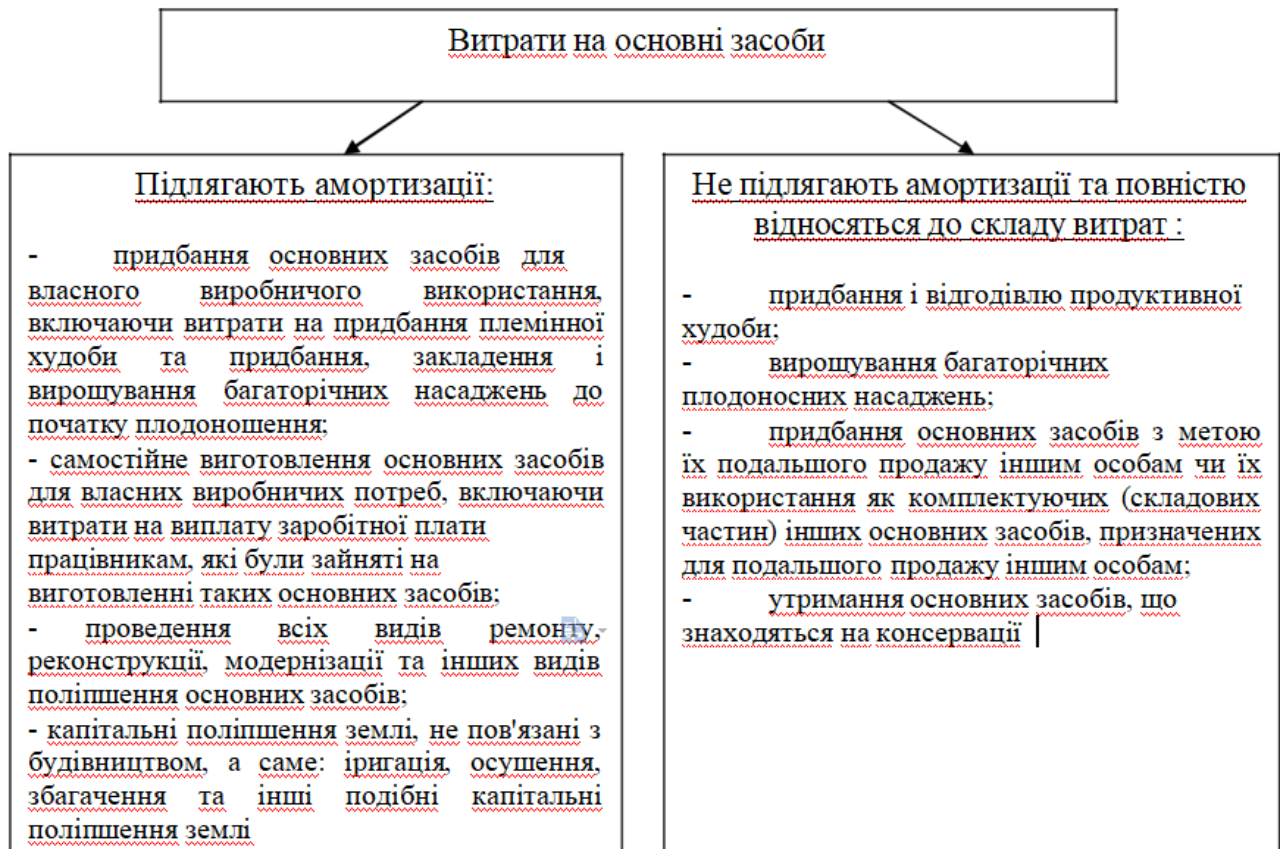 Витрати на основні засоби
Підлягають амортизації:
- придбання основних засобів для
власного виробничого використання,
включаючи витрати на придбання племінної
худоби та придбання, закладення і
вирощування багаторічних насаджень до
початку плодоношення;
- самостійне виготовлення основних засобів
для власних виробничих потреб, включаючи
витрати на виплату заробітної плати
працівникам, які були зайняті на
виготовленні таких основних засобів;
- проведення всіх видів ремонту,
реконструкції, модернізації та інших видів
поліпшення основних засобів;
- капітальні поліпшення землі, не пов'язані з
будівництвом, а саме: іригація, осушення,
збагачення та інші подібні капітальні
поліпшення землі
Не підлягають амортизації та повністю
відносяться до складу витрат :
- придбання і відгодівлю продуктивної
худоби;
- вирощування багаторічних
плодоносних насаджень;
- придбання основних засобів з метою
їх подальшого продажу іншим особам чи їх
використання як комплектуючих (складових
частин) інших основних засобів, призначених
для подальшого продажу іншим особам;
- утримання основних засобів, що
знаходяться на консервації